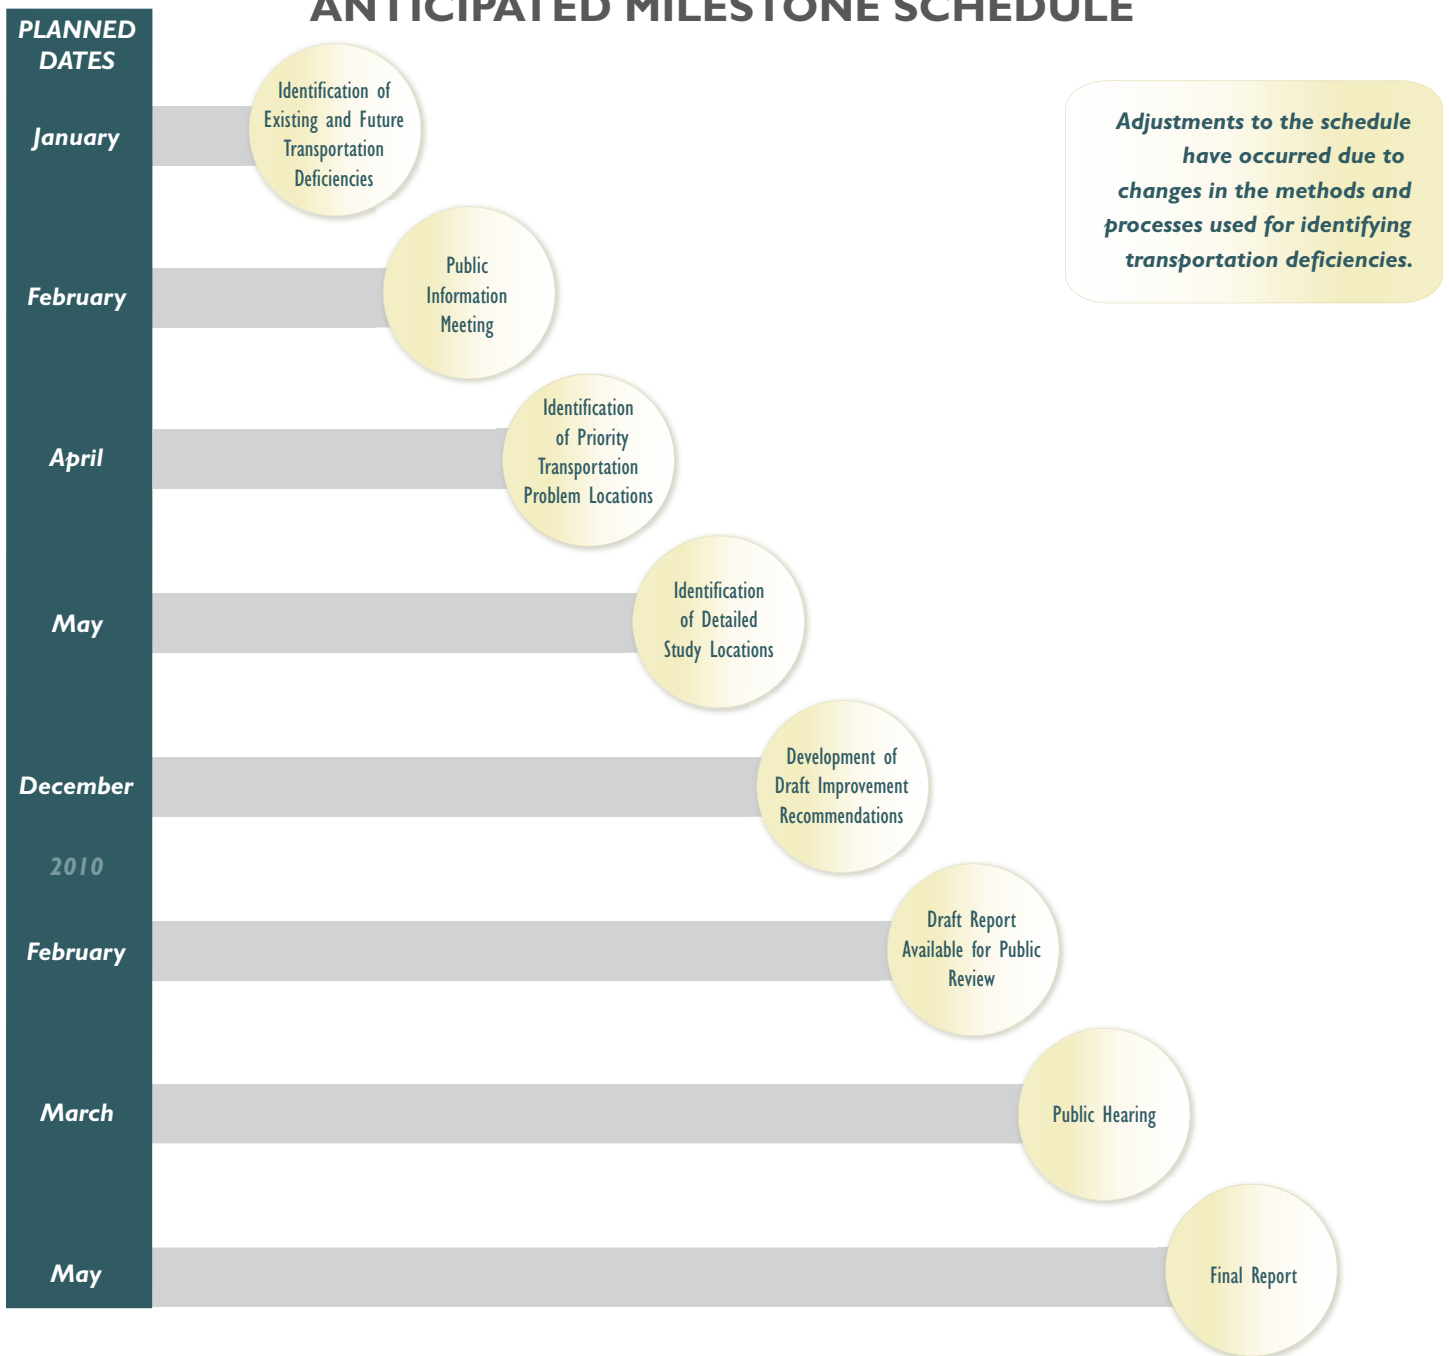 ANTICIPATED MILESTONE SCHEDULE
PLANNED
DATES
January
Identification of
Existing and Future
Transportation
Deficiencies
Adjustments to the schedule
have occurred due to
changes in the methods and
processes used for identifying
transportation deficiencies.
February
Public
Information
Meeting
April
Identification
of Priority
Transportation
Problem Locations
May
Identification
of Detailed
Study Locations
December
Development of
Draft Improvement
Recommendations
2010
February
Draft Report
Available for Public
Review
March
Public Hearing
May
Final Report